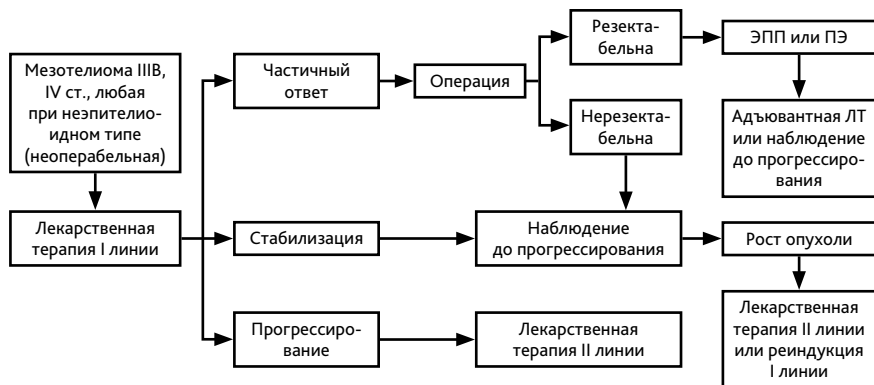 Мезотелиома IIIB,
IV ст., любая
при неэпителио-
идном типе
(неоперабельная)
Лекарственная
терапия I линии
Частичный
ответ
Операция
Резекта-
бельна
ЭПП или ПЭ
Адъювантная ЛТ
или наблюдение
до прогрессиро-
вания
Нерезекта-
бельна
Стабилизация
Наблюдение
до прогрессирования
Рост опухоли
Лекарственная
терапия II линии
или реиндукция
I линии
Прогрессиро-
вание
Лекарственная
терапия II линии